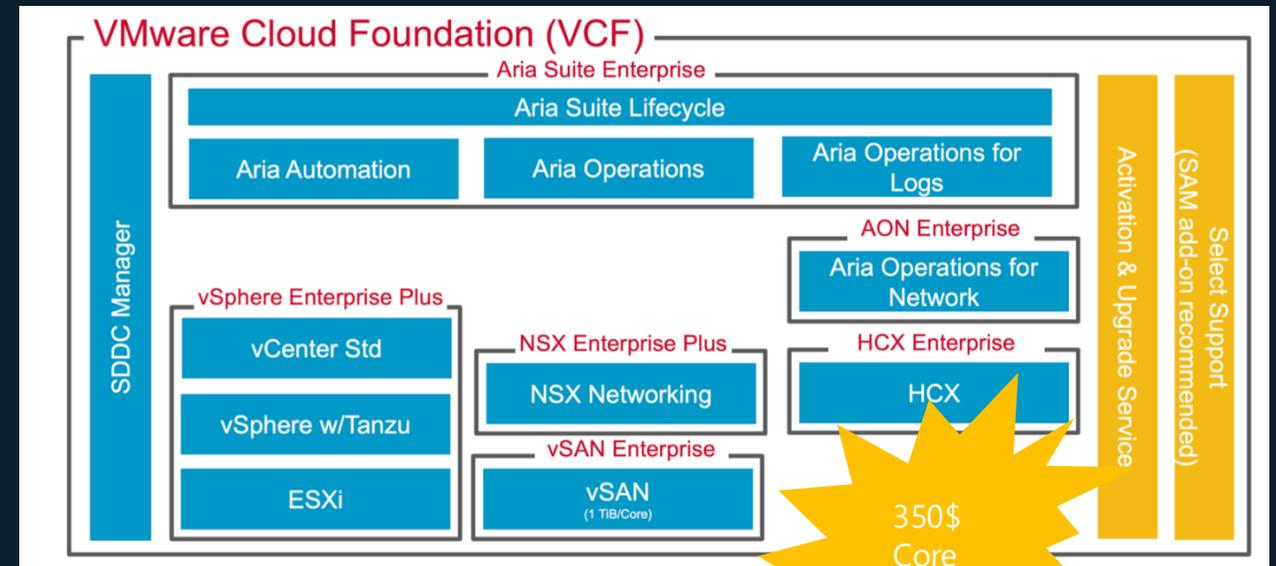 VMware Cloud Foundation (VCF)
Aria Suite Enterprise
Aria Suite Lifecycle
Aria Automation
Aria Operations
Aria Operations for
Logs
AON Enterprise
Aria Operations for
Network
SDDC Manager
vSphere Enterprise Plus
vCenter Std
vSphere w/Tanzu
ESXi
NSX Enterprise Plus
NSX Networking
vSAN Enterprise
vSAN
(1 TiB/Core)
HCX Enterprise
HCX
350$
Core
Activation & Upgrade Service
Select Support
(SAM add-on recommended)